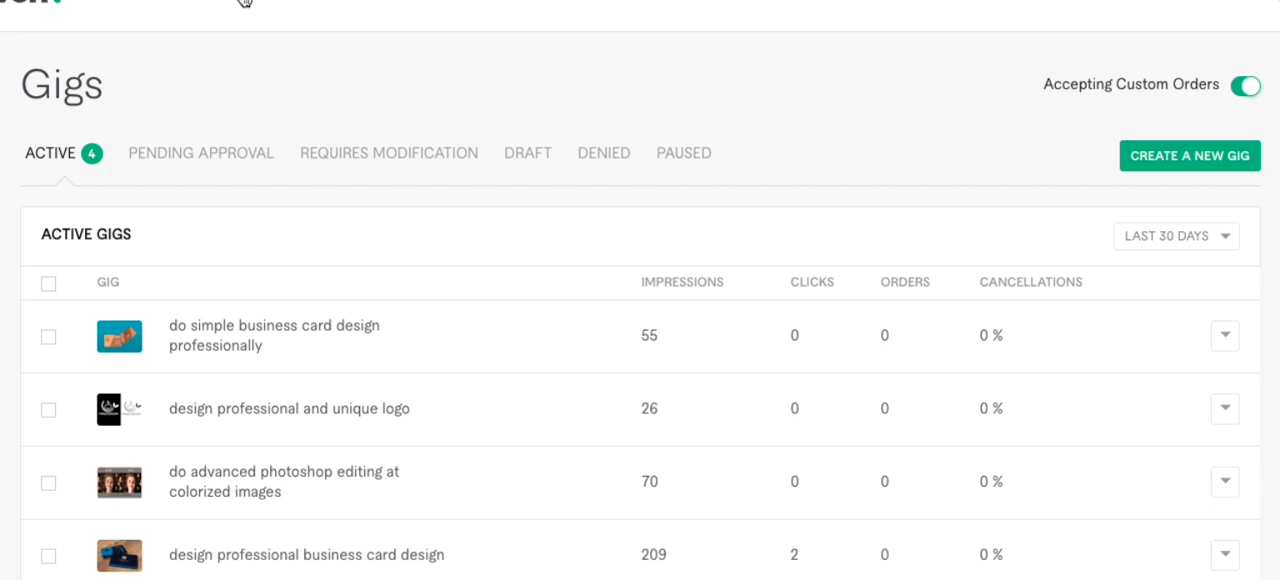 Gigs
Accepting Custom Orders
ACTIVE 4 PENDING APPROVAL REQUIRES MODIFICATION DRAFT DENIED PAUSED
CREATE A NEW GIG
ACTIVE GIGS
LAST 30 DAYS
GIG IMPRESSIONS CLICKS ORDERS CANCELLATIONS
do simple business card design
professionally
55 0 0 0 %
design professional and unique logo 26 0 0 0 %
do advanced photoshop editing at
colorized images
70 0 0 0 %
design professional business card design 209 2 0 0 %